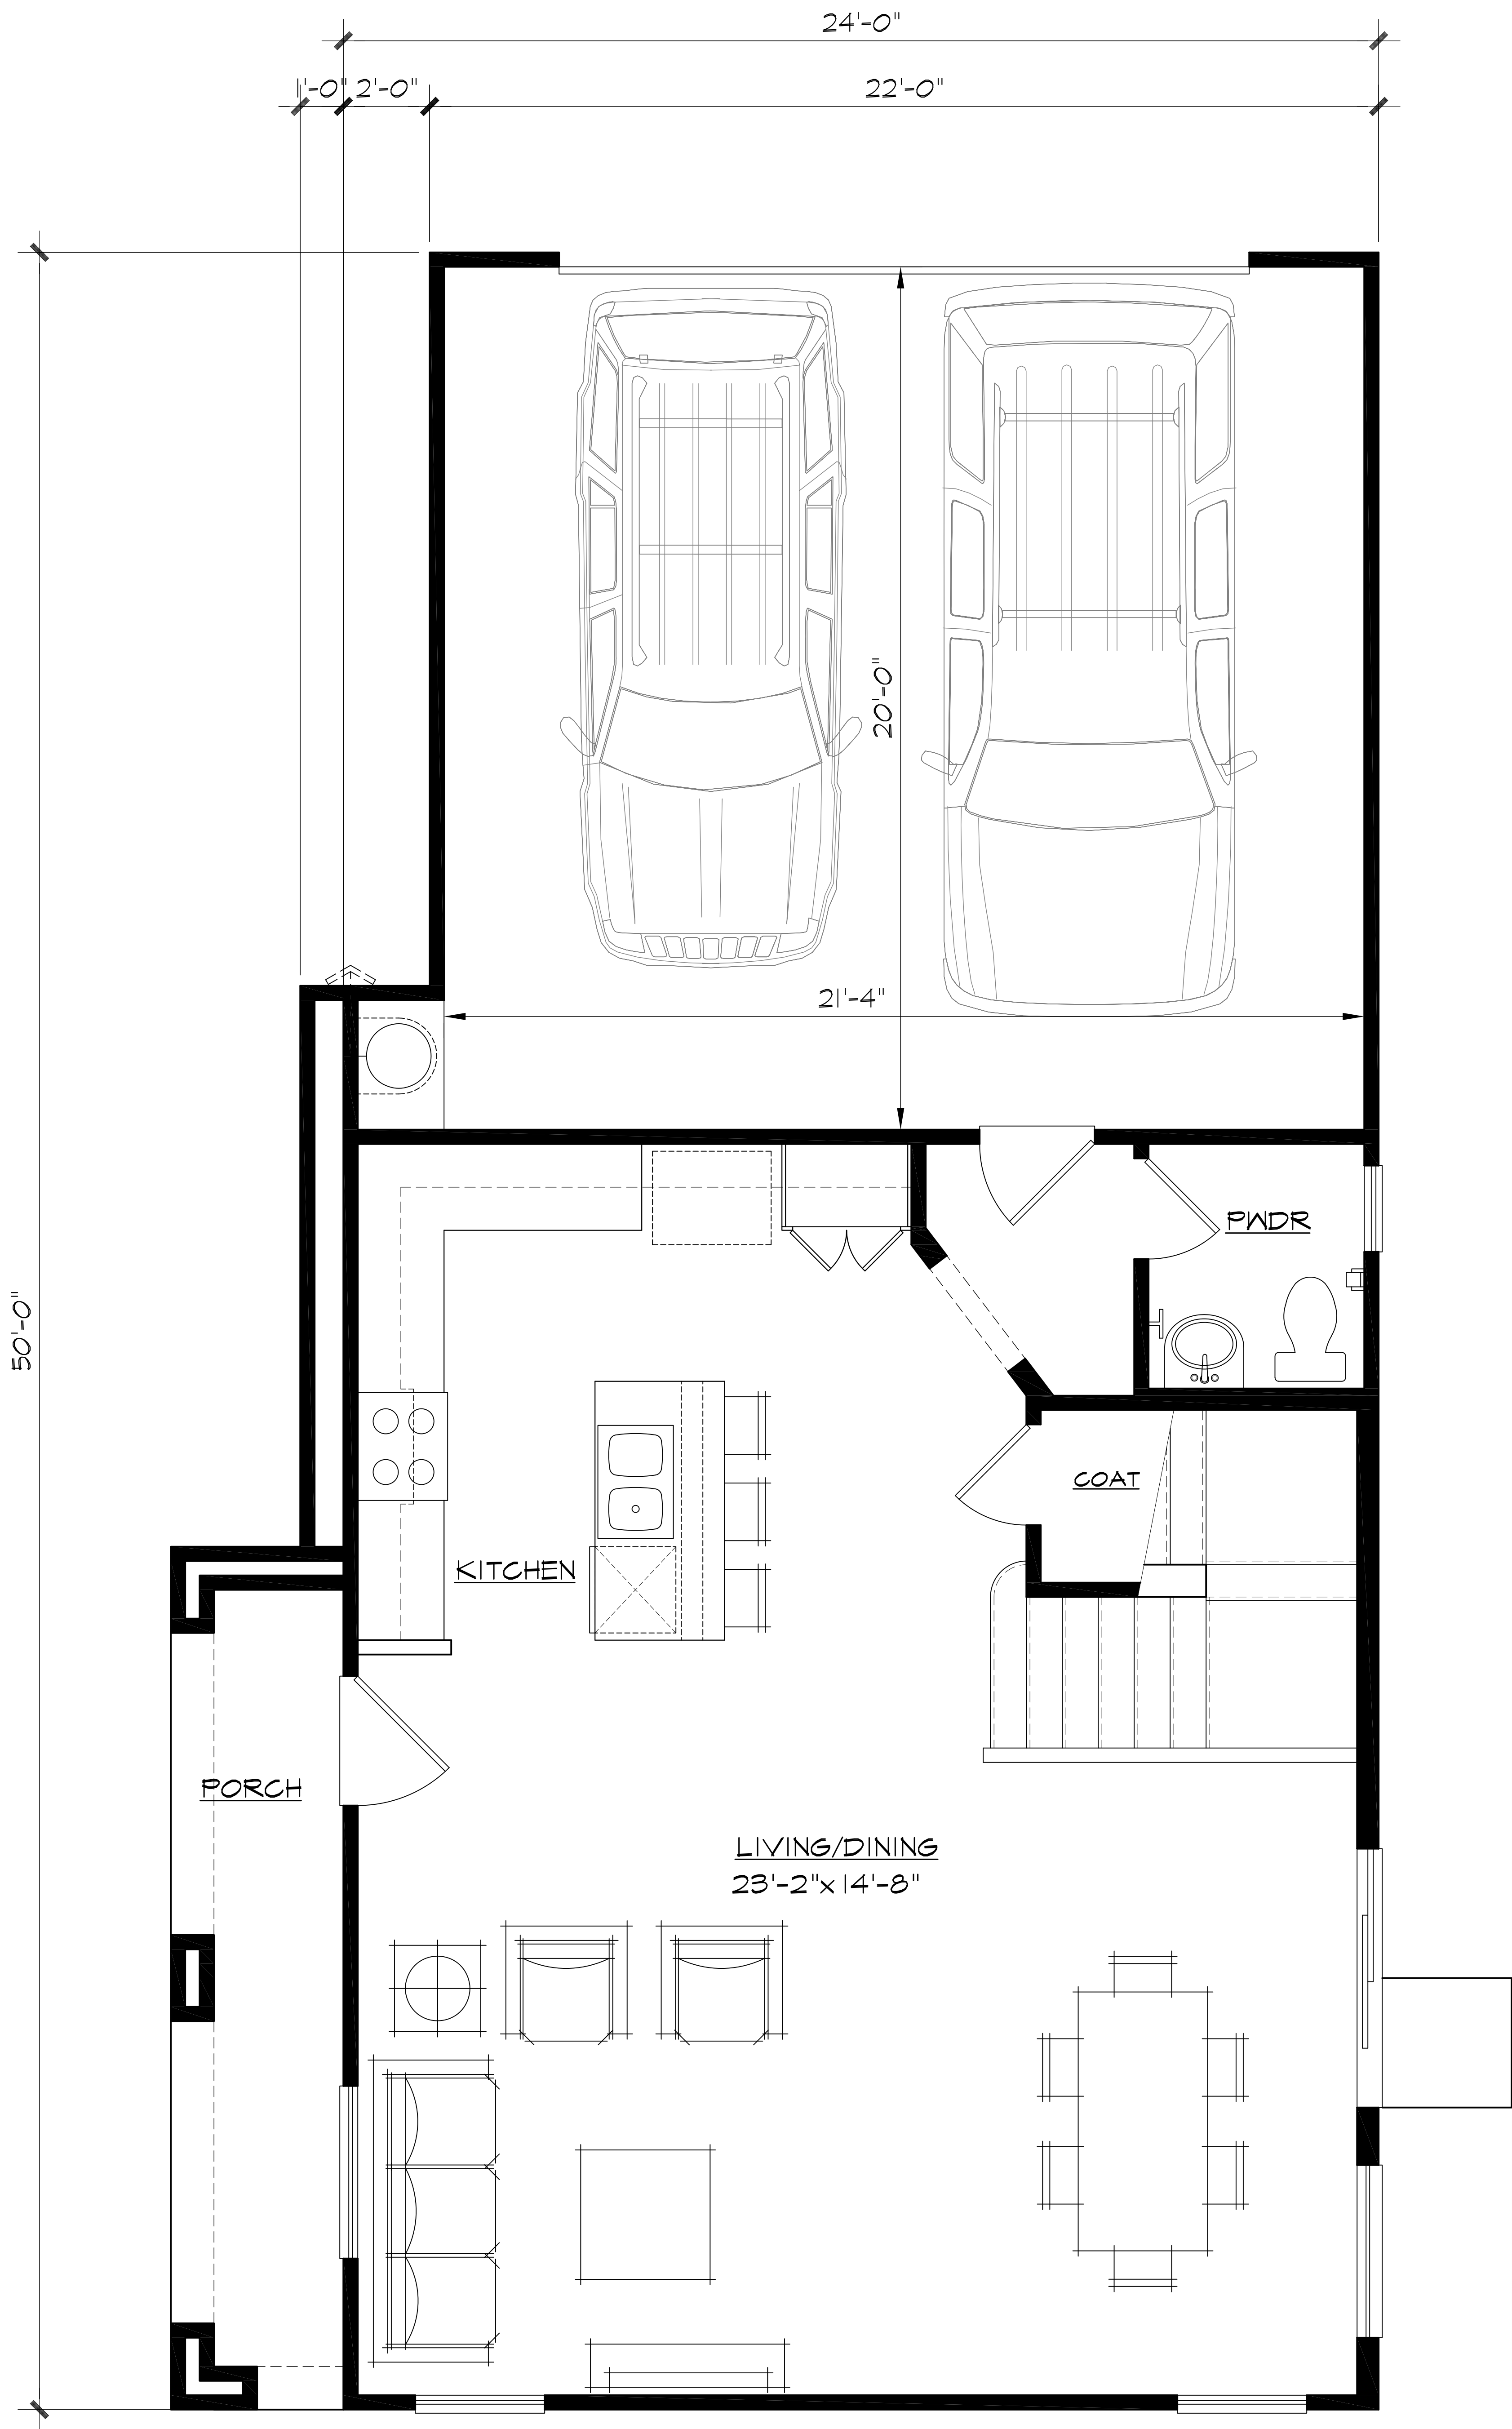 24'-0"
1'-0" 2'-0" 22'-0"
20'-0"
21'-4"
50'-0"
PWDR
COAT
KITCHEN
PORCH
LIVING/DINING
23'-2"x14'-8"